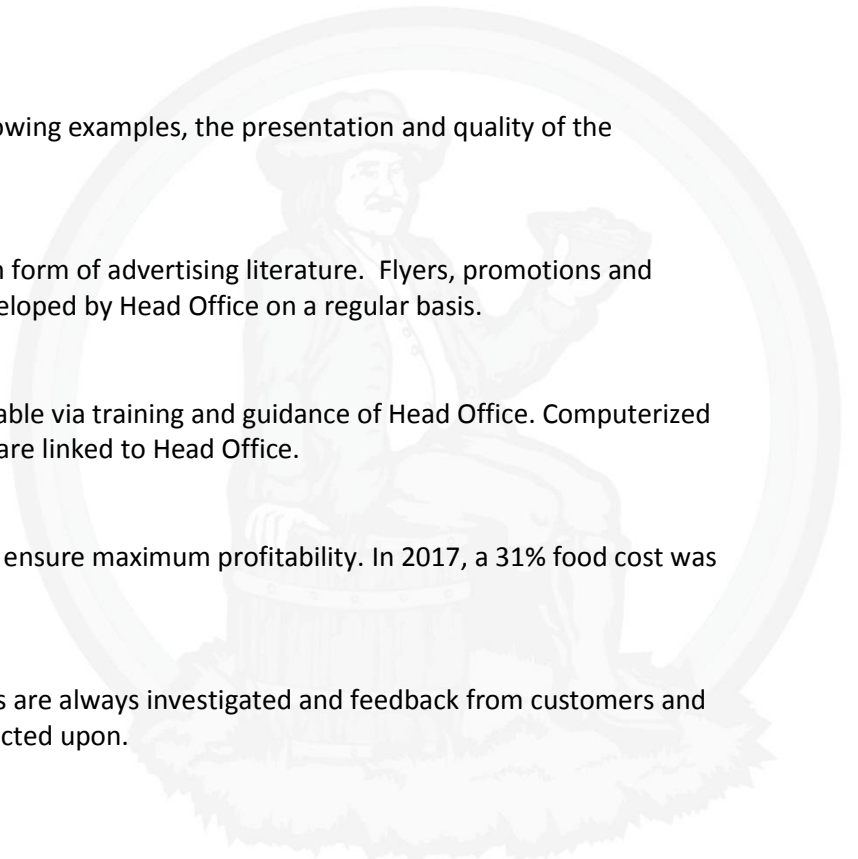 owing examples, the presentation and quality of the
form of advertising literature. Flyers, promotions and
eloped by Head Office on a regular basis.
able via training and guidance of Head Office. Computerized
are linked to Head Office.
ensure maximum profitability. In 2017, a 31% food cost was
s are always investigated and feedback from customers and
cted upon.